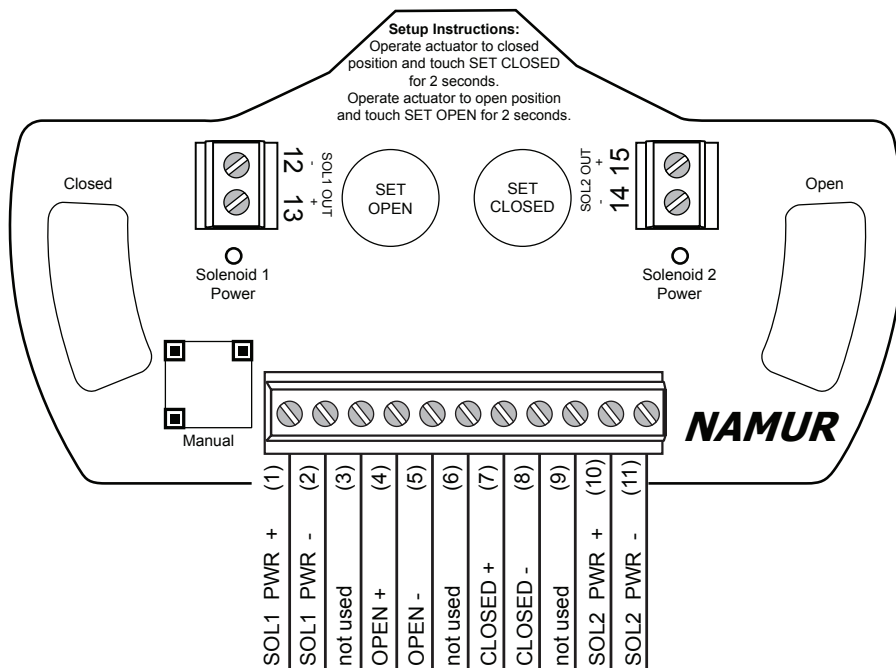 Setup Instructions:
Operate actuator to closed
position and touch SET CLOSED
for 2 seconds.
Operate actuator to open position
and touch SET OPEN for 2 seconds.
Closed
12 -
13 +
SOL1 OUT
SET
OPEN
SET
CLOSED
SOL2 OUT
+ 15
- 14
Open
Solenoid 1
Power
Solenoid 2
Power
Manual
NAMUR
SOL1 PWR + (1)
SOL1 PWR - (2)
not used (3)
OPEN + (4)
OPEN - (5)
not used (6)
CLOSED + (7)
CLOSED - (8)
not used (9)
SOL2 PWR + (10)
SOL2 PWR - (11)